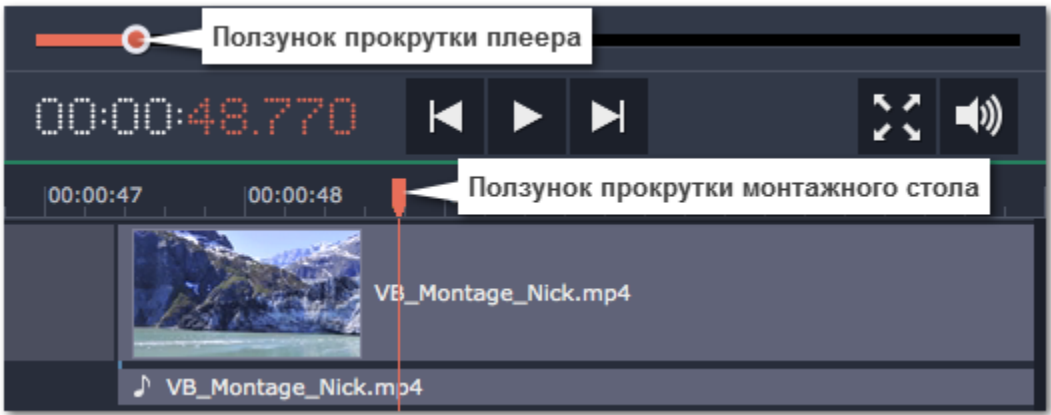 Ползунок прокрутки плеера
00:00:48.770
Ползунок прокрутки монтажного стола
00:00:47
00:00:48
VB_Montage_Nick.mp4
VB_Montage_Nick.mp4